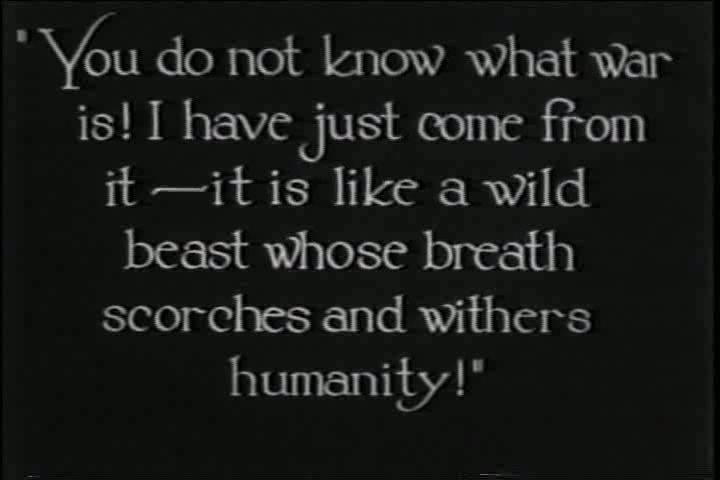 "You do not know what war
is! I have just come from
it—it is like a wild
beast whose breath
scorches and withers
humanity!"